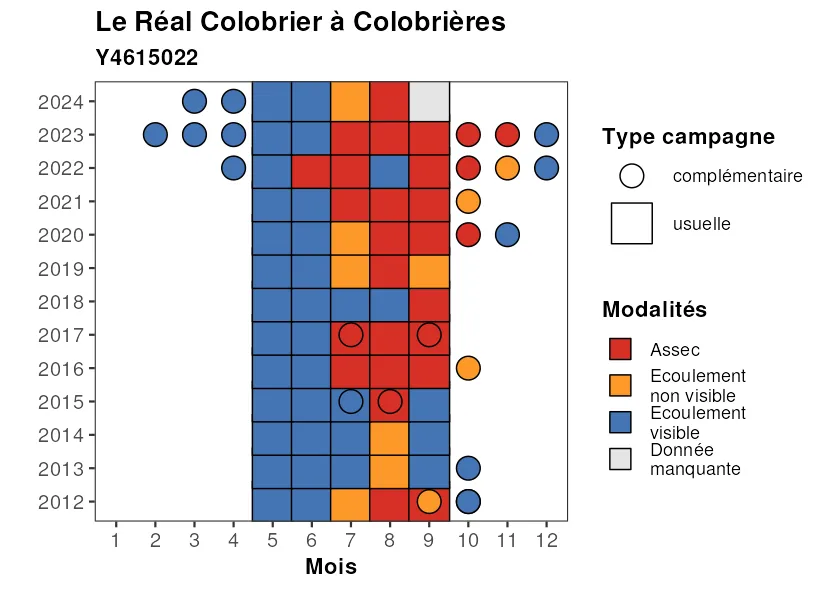 Le Réal Colobrier à Colobrières
Y4615022
2024
2023
2022
2021
2020
2019
2018
2017
2016
2015
2014
2013
2012
1 2 3 4 5 6 7 8 9 10 11 12
Mois
Type campagne
complémentaire
usuelle
Modalités
Assec
Ecoulement
non visible
Ecoulement
visible
Donnée
manquante